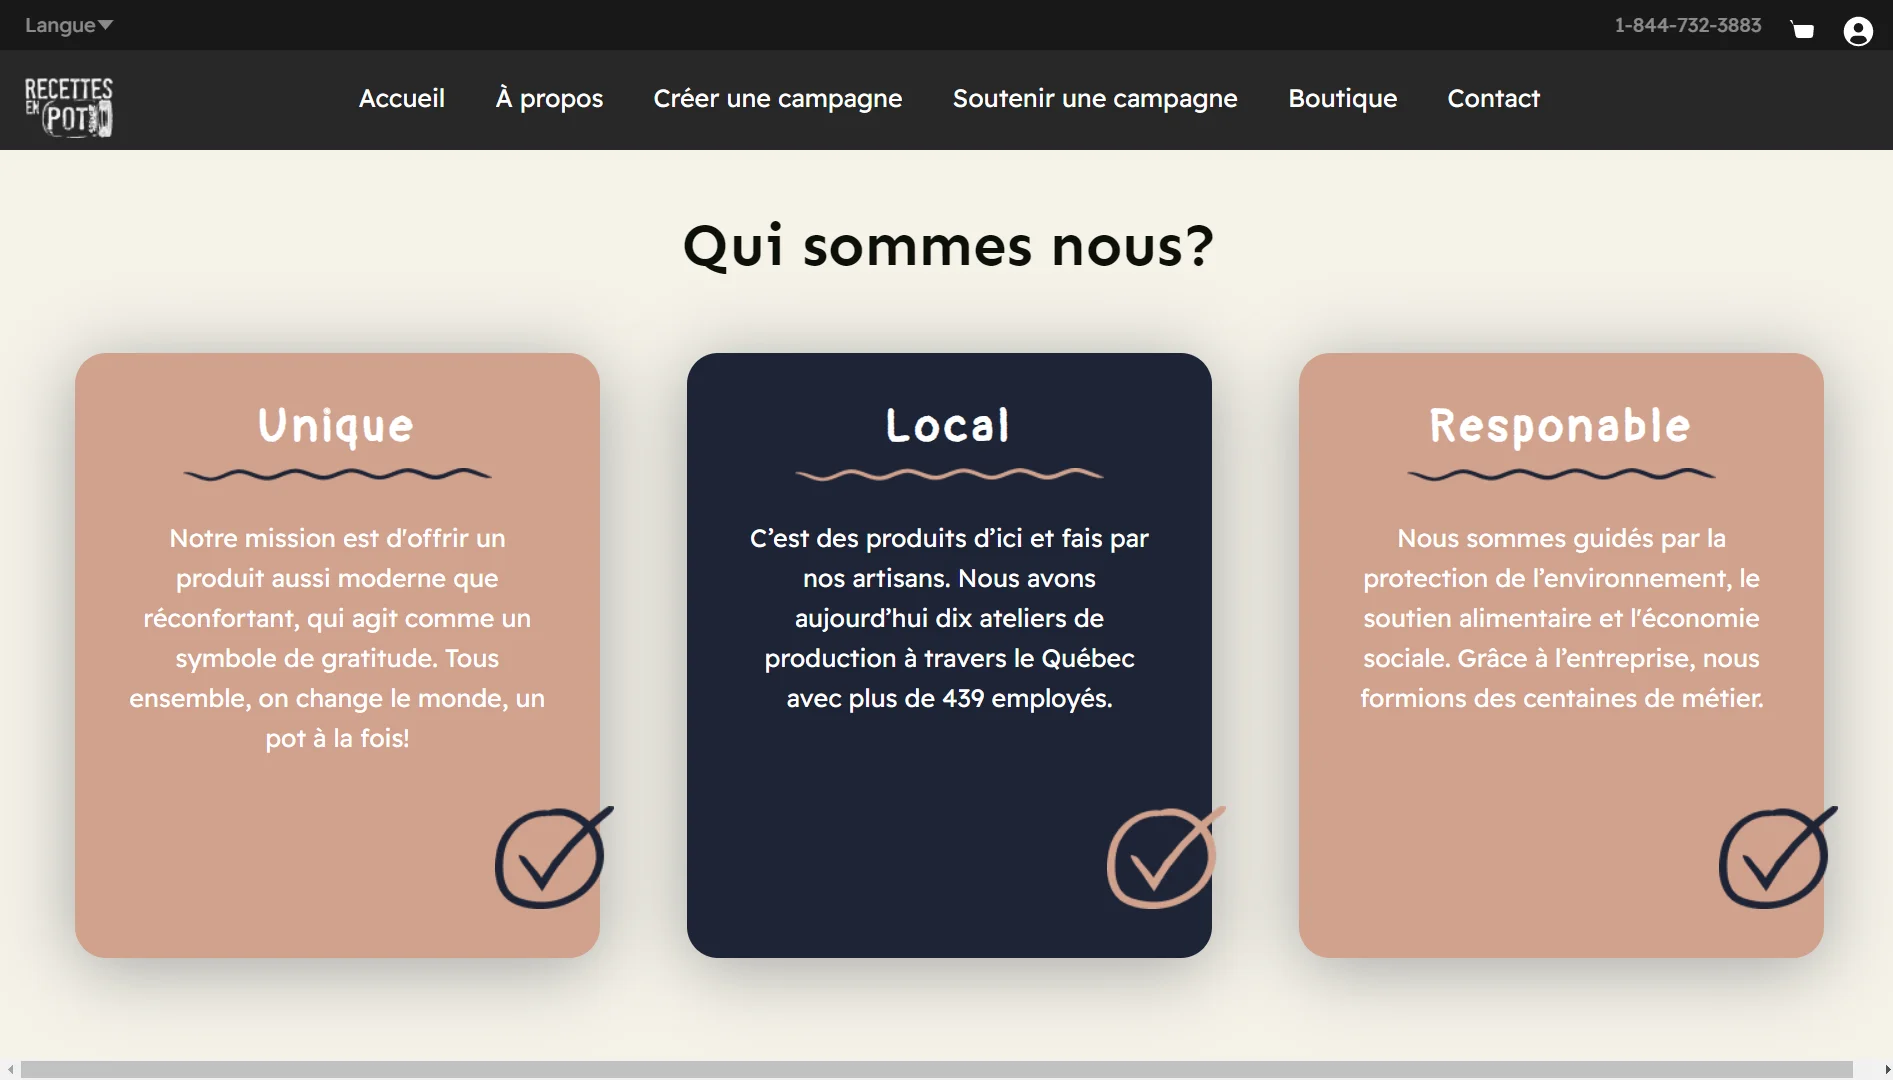 Langue
1-844-732-3883
RECETTES
EN POT
Accueil
À propos
Créer une campagne
Soutenir une campagne
Boutique
Contact
Qui sommes nous?
Unique
Notre mission est d'offrir un
produit aussi moderne que
réconfortant, qui agit comme un
symbole de gratitude. Tous
ensemble, on change le monde, un
pot à la fois!
Local
C’est des produits d’ici et fais par
nos artisans. Nous avons
aujourd’hui dix ateliers de
production à travers le Québec
avec plus de 439 employés.
Responable
Nous sommes guidés par la
protection de l’environnement, le
soutien alimentaire et l'économie
sociale. Grâce à l’entreprise, nous
formions des centaines de métier.